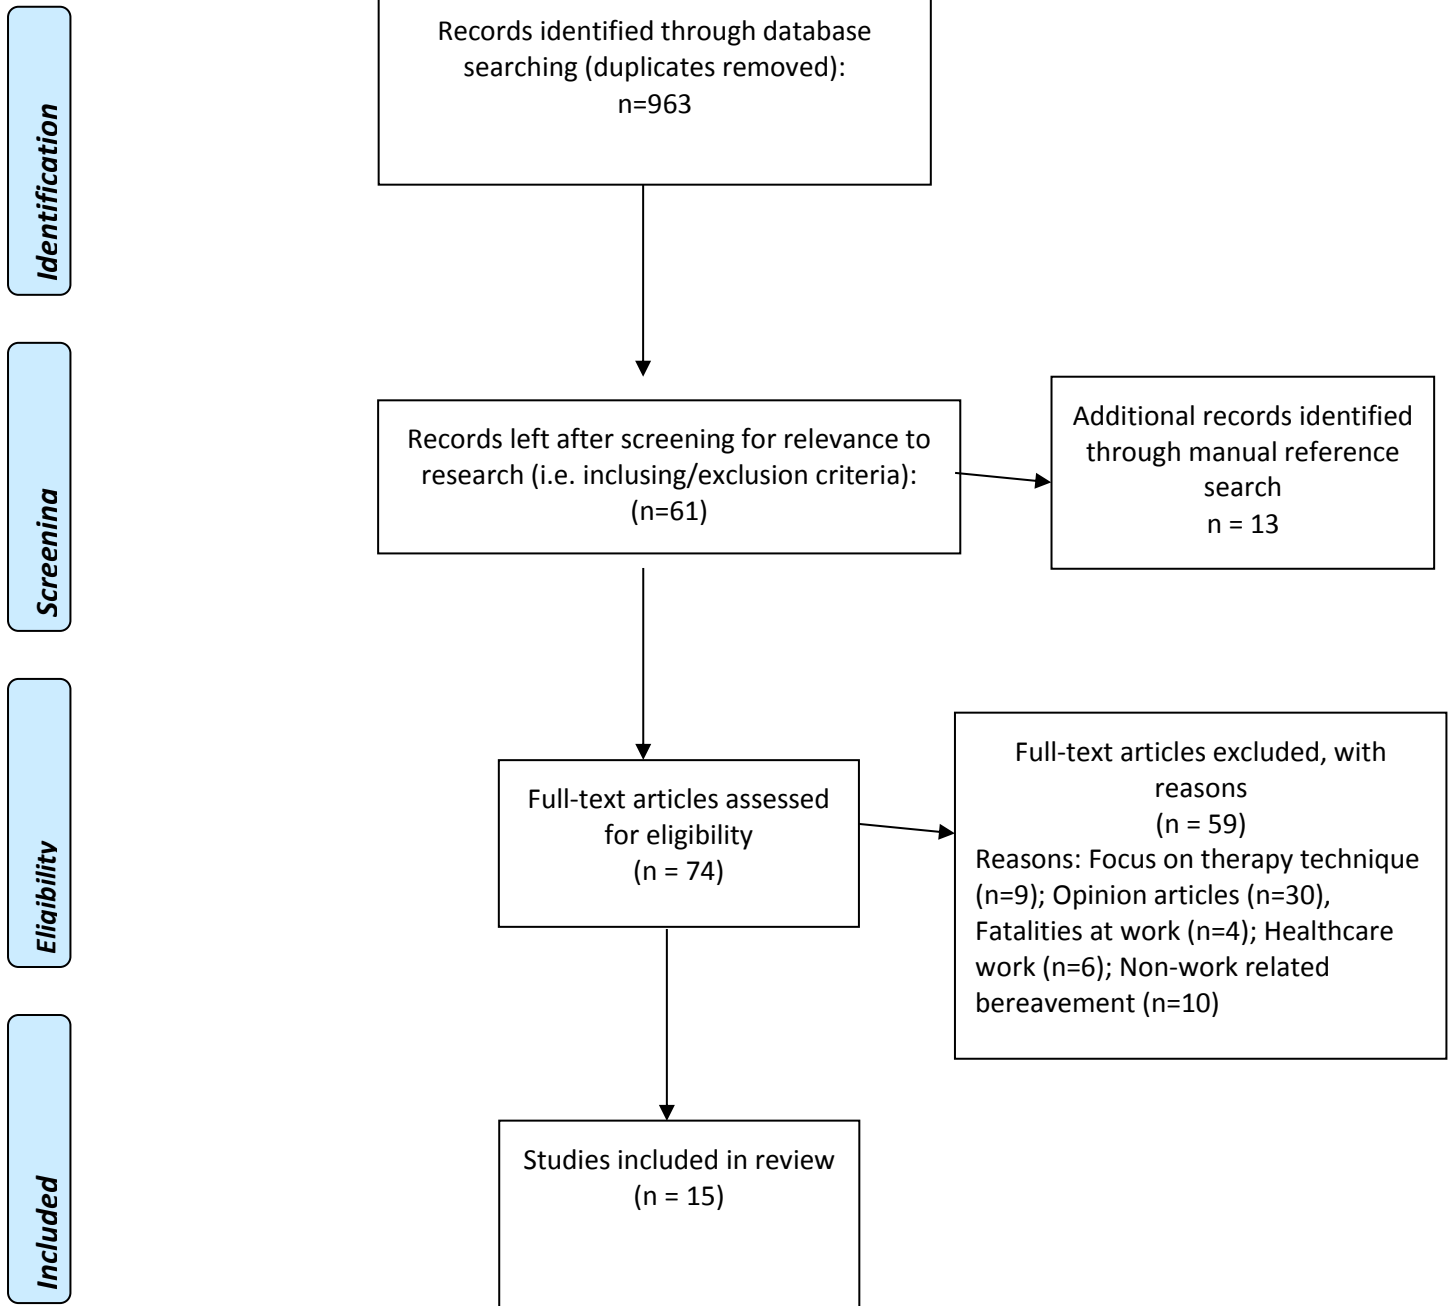 Identification
Records identified through database
searching (duplicates removed):
n=963
Screenina
Records left after screening for relevance to
research (i.e. inclusing/exclusion criteria):
(n=61)
Additional records identified
through manual reference
search
n = 13
Eligibility
Full-text articles assessed
for eligibility
(n = 74)
Full-text articles excluded, with
reasons
(n = 59)
Reasons: Focus on therapy technique
(n=9); Opinion articles (n=30),
Fatalities at work (n=4); Healthcare
work (n=6); Non-work related
bereavement (n=10)
Included
Studies included in review
(n = 15)